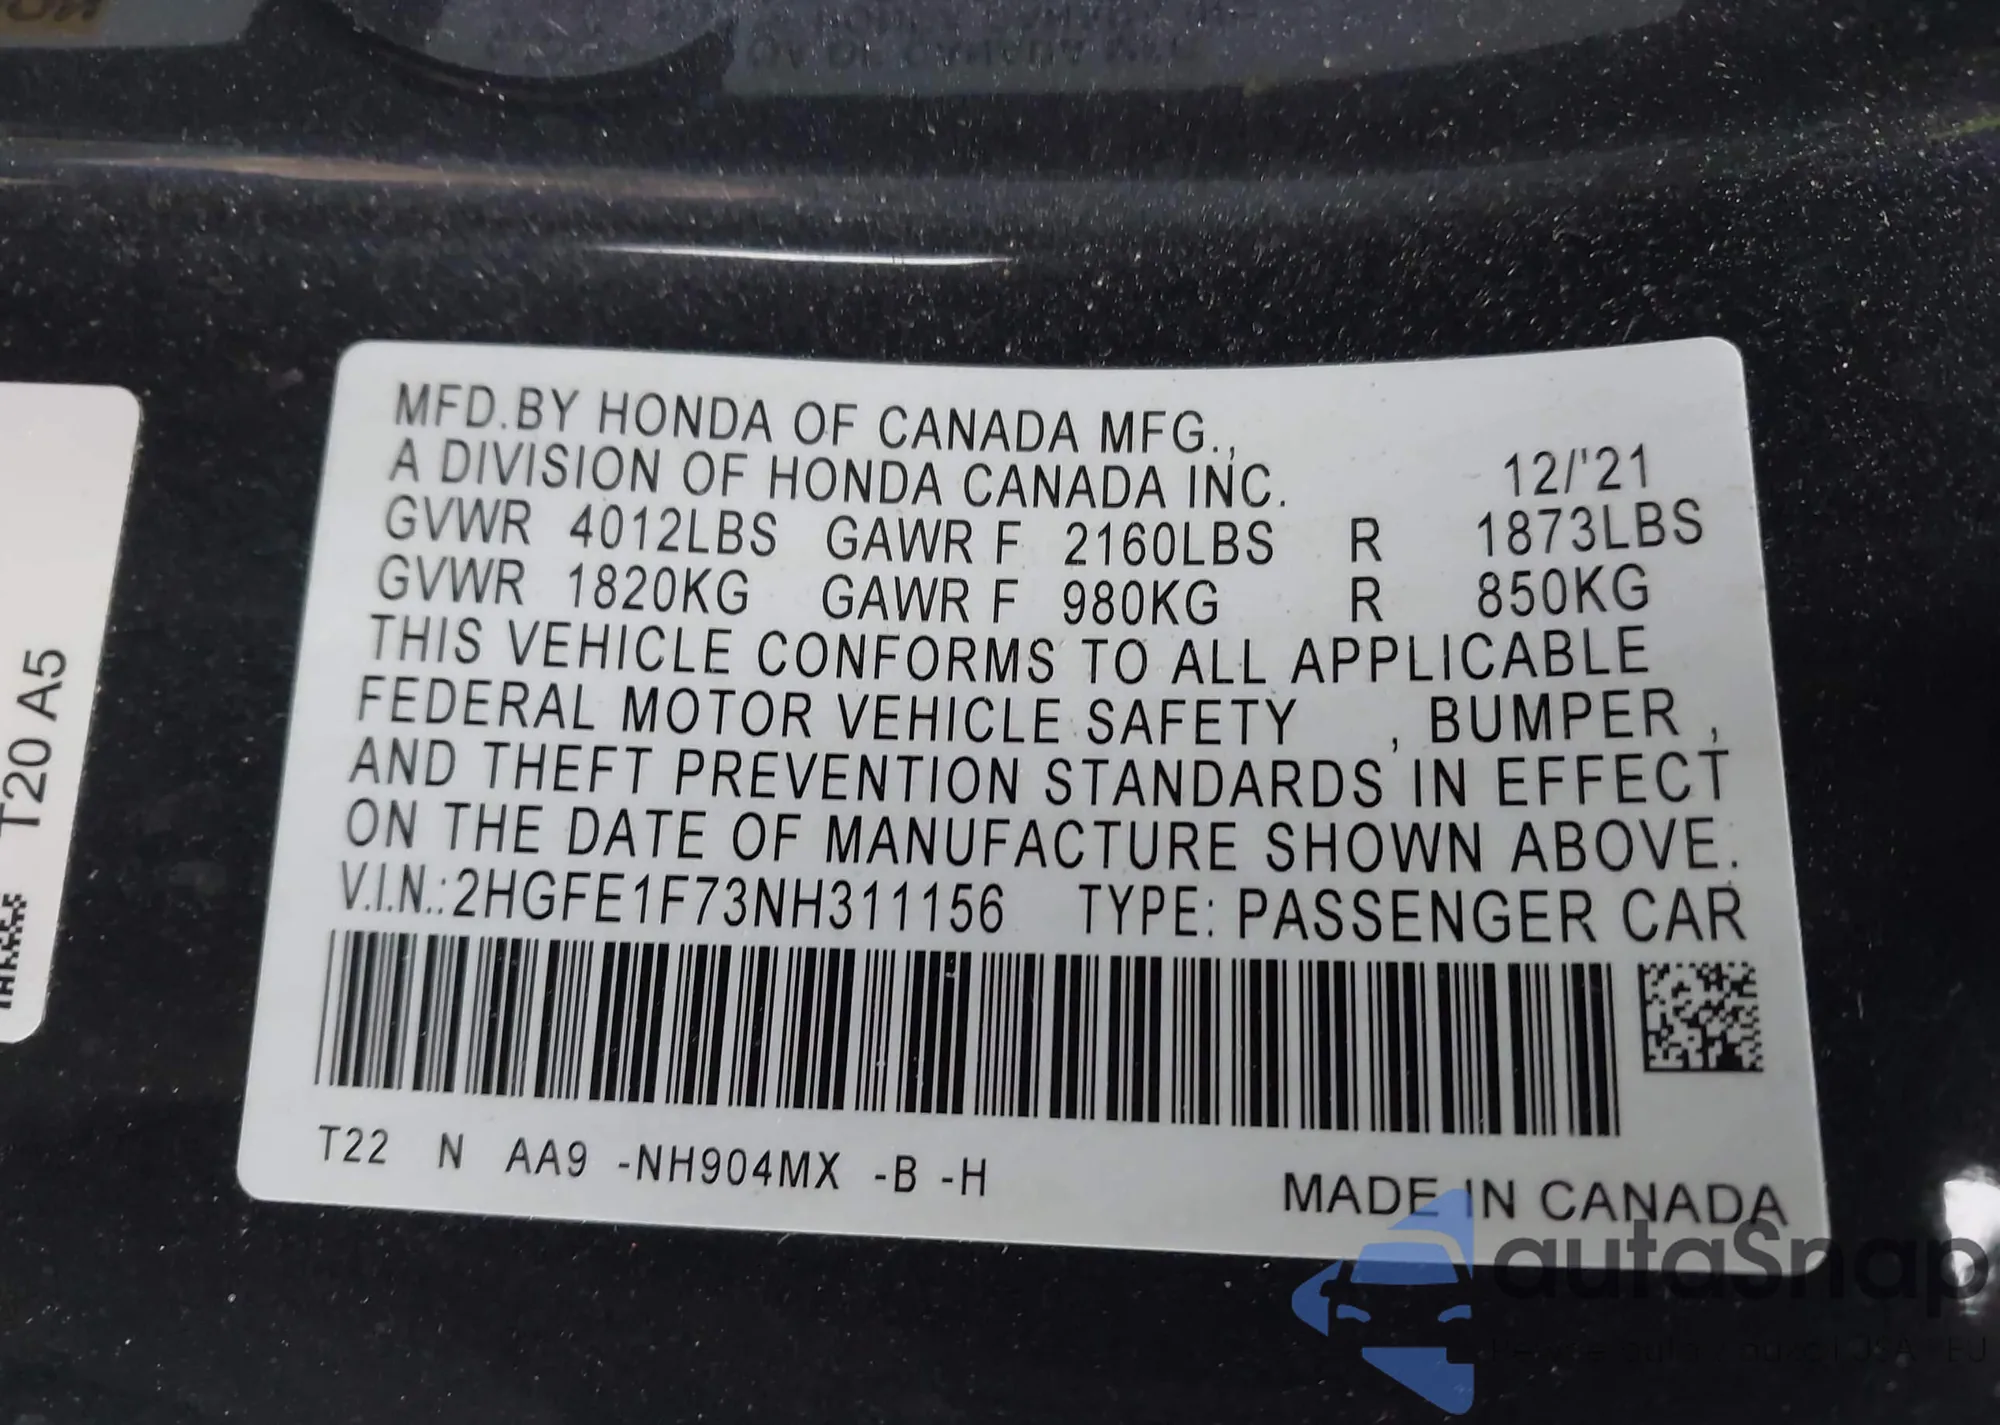 MFD.BY HONDA OF CANADA MFG.,
A DIVISION OF HONDA CANADA INC. 12/'21
GVWR 4012LBS GAWR F 2160LBS R 1873LBS
GVWR 1820KG GAWR F 980KG R 850KG
THIS VEHICLE CONFORMS TO ALL APPLICABLE
FEDERAL MOTOR VEHICLE SAFETY , BUMPER ,
AND THEFT PREVENTION STANDARDS IN EFFECT
ON THE DATE OF MANUFACTURE SHOWN ABOVE.
V.I.N.:2HGFE1F73NH311156 TYPE: PASSENGER CAR
T22 N AA9 -NH904MX -B -H
MADE IN CANADA
T20 A5
autaSnap